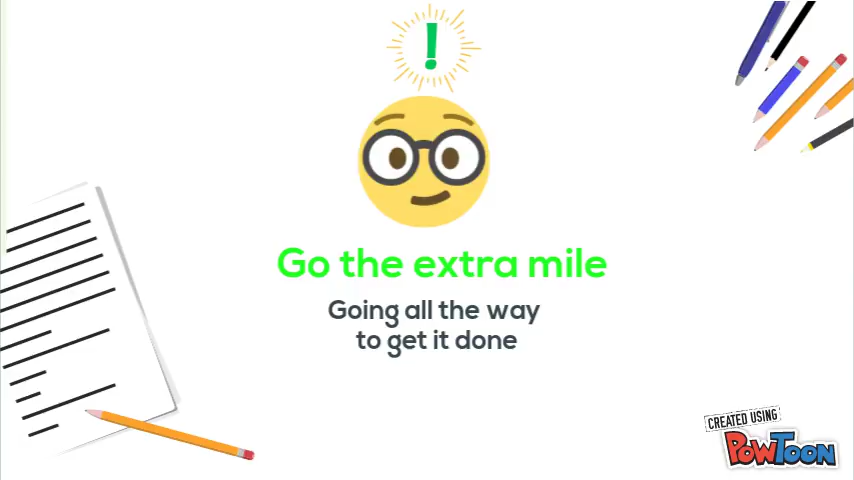 !
Go the extra mile
Going all the way
to get it done
CREATED USING
POWTOON